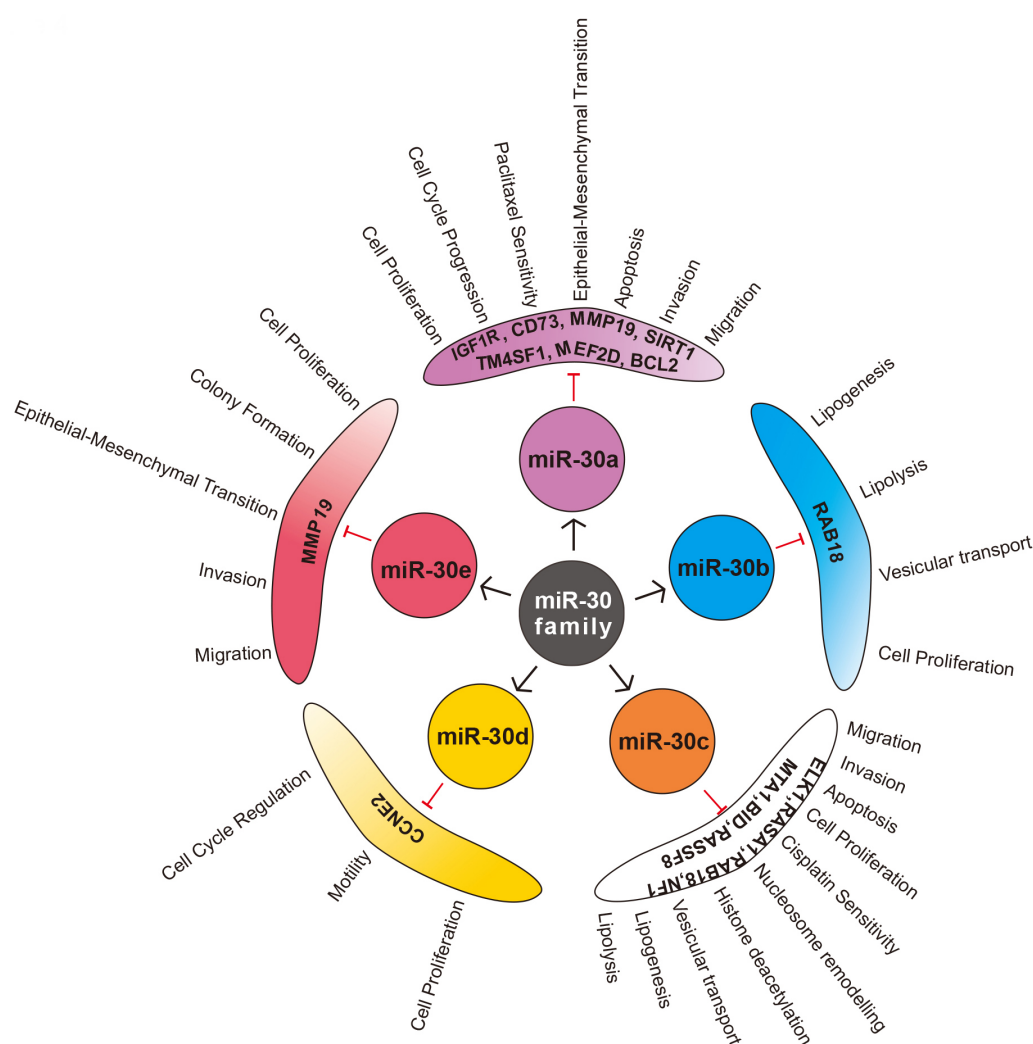 Cell Proliferation
Cell Cycle Progression
Paclitaxel Sensitivity
Epithelial-Mesenchymal Transition
Apoptosis
Invasion
Migration
IGF1R, CD73, MMP19, SIRT1
TM4SF1, MEF2D, BCL2
miR-30a
Lipogenesis
Lipolysis
Vesicular transport
Cell Proliferation
RAB18
miR-30b
miR-30
family
Migration
Invasion
Apoptosis
Cell Proliferation
Cisplatin Sensitivity
Nucleosome remodelling
Histone deacetylation
Vesicular transport
Lipogenesis
Lipolysis
ELK1,RASA1,RAB18,NF1
MTA1,BID,RASSF8
miR-30c
Cell Proliferation
Motility
Cell Cycle Regulation
CCNE2
miR-30d
Migration
Invasion
Epithelial-Mesenchymal Transition
Colony Formation
Cell Proliferation
MMP19
miR-30e